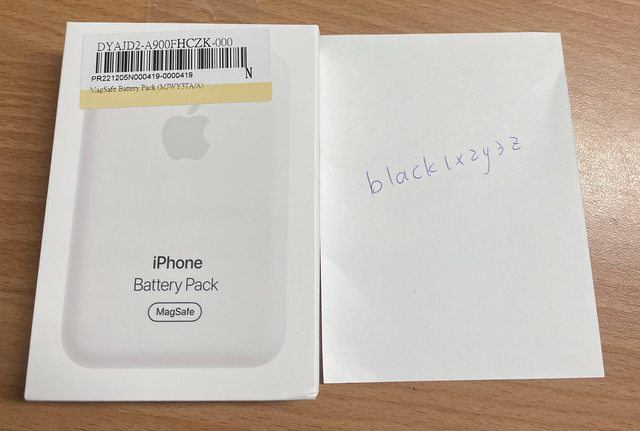 DYAJD2-A900FHCZK-000
PR221205N000419-0000419
N
MagSafe Battery Pack (MJWY3TA/A)
iPhone
Battery Pack
MagSafe
black1x2y3z